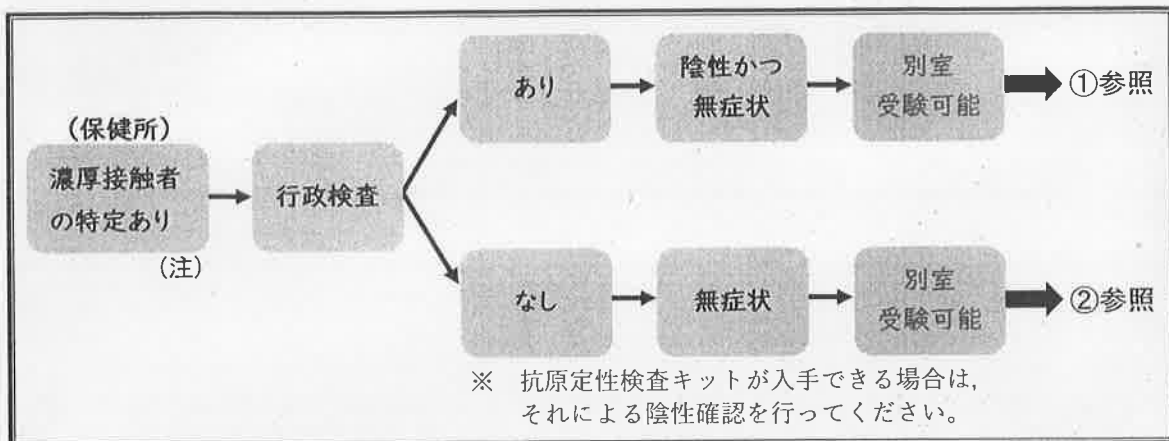 (保健所)
濃厚接触者
の特定あり
(注)
行政検査
あり
陰性かつ
無症状
別室
受験可能
①参照
なし
無症状
別室
受験可能
②参照
※ 抗原定性検査キットが入手できる場合は,
それによる陰性確認を行ってください。